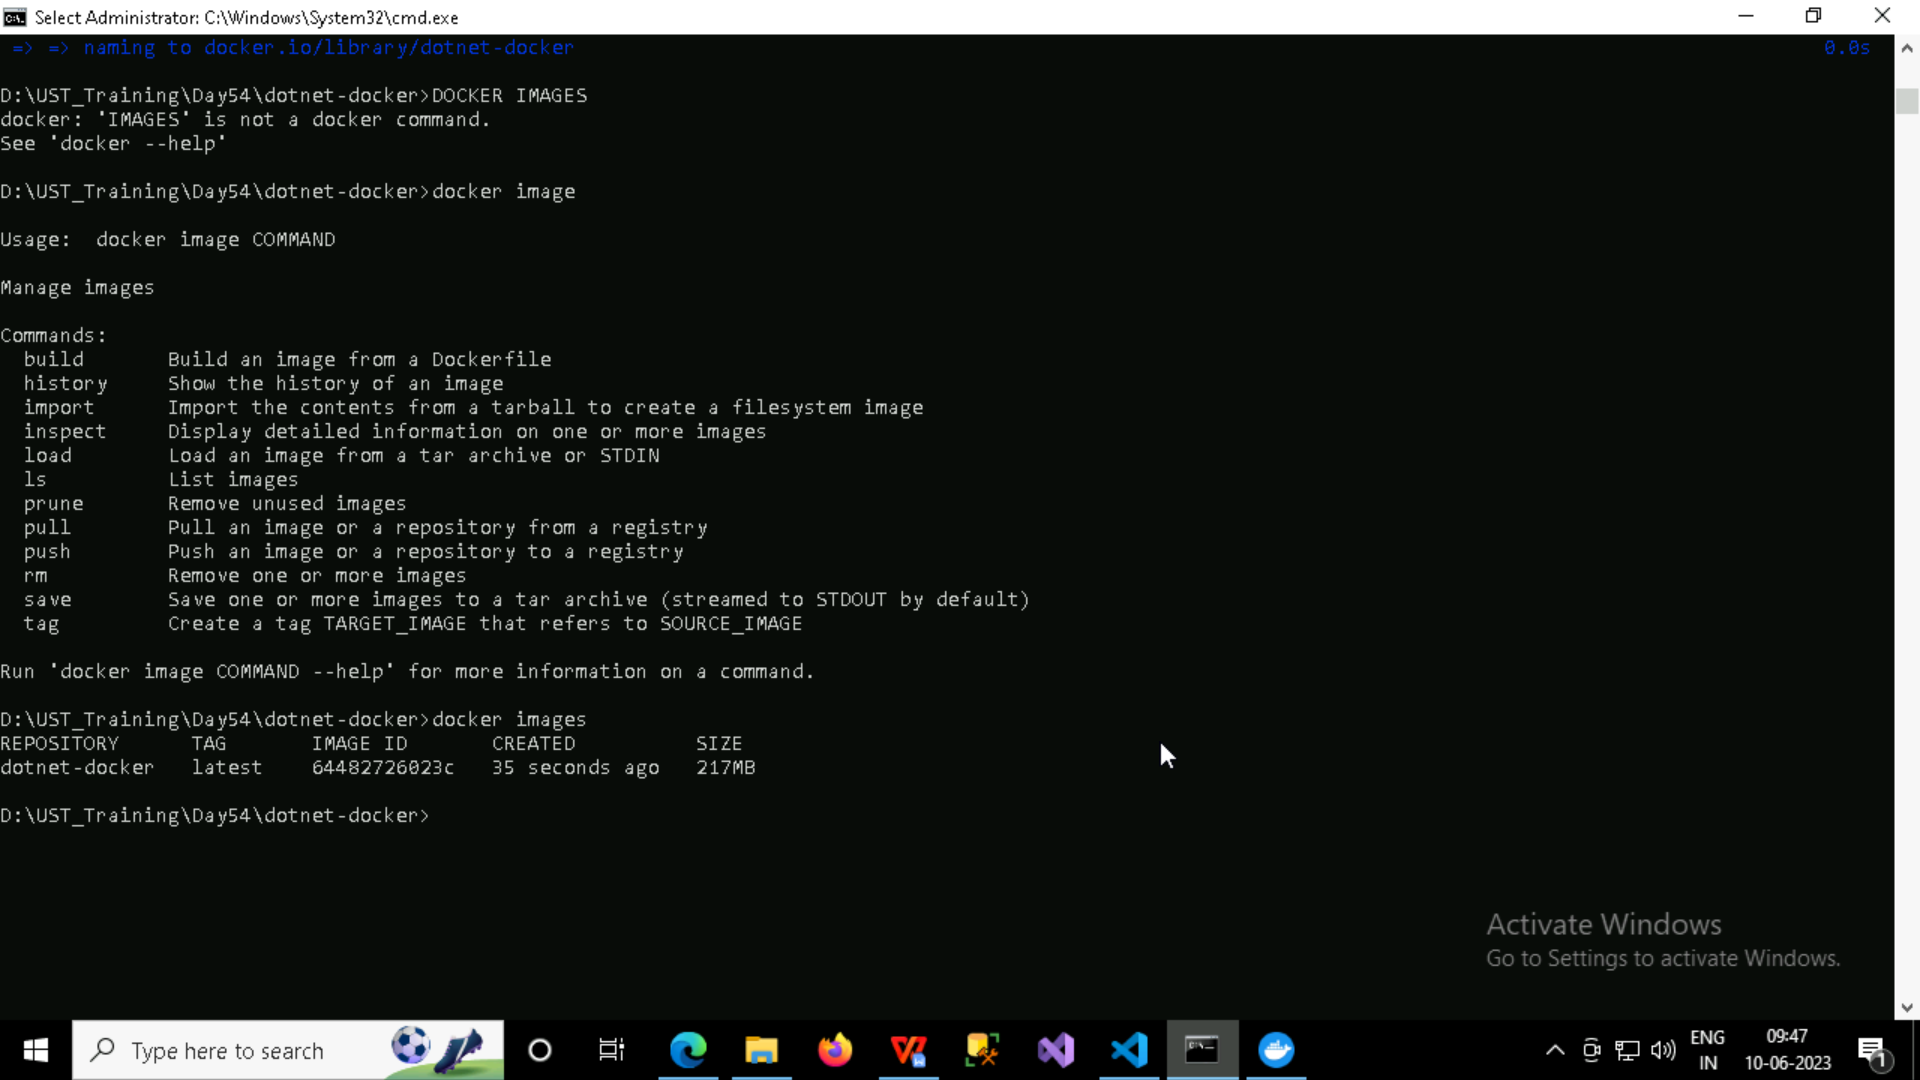 Select Administrator: C:\Windows\System32\cmd.exe
=> => naming to docker.io/library/dotnet-docker 0.0s
D:\UST_Training\Day54\dotnet-docker>DOCKER IMAGES
docker: 'IMAGES' is not a docker command.
See 'docker --help'
D:\UST_Training\Day54\dotnet-docker>docker image
Usage:  docker image COMMAND
Manage images
Commands:
  build       Build an image from a Dockerfile
  history     Show the history of an image
  import      Import the contents from a tarball to create a filesystem image
  inspect     Display detailed information on one or more images
  load        Load an image from a tar archive or STDIN
  ls          List images
  prune       Remove unused images
  pull        Pull an image or a repository from a registry
  push        Push an image or a repository to a registry
  rm          Remove one or more images
  save        Save one or more images to a tar archive (streamed to STDOUT by default)
  tag         Create a tag TARGET_IMAGE that refers to SOURCE_IMAGE
Run 'docker image COMMAND --help' for more information on a command.
D:\UST_Training\Day54\dotnet-docker>docker images
REPOSITORY      TAG       IMAGE ID       CREATED          SIZE
dotnet-docker   latest    64482726023c   35 seconds ago   217MB
D:\UST_Training\Day54\dotnet-docker>
Activate Windows
Go to Settings to activate Windows.
Type here to search
ENG
IN
09:47
10-06-2023
1